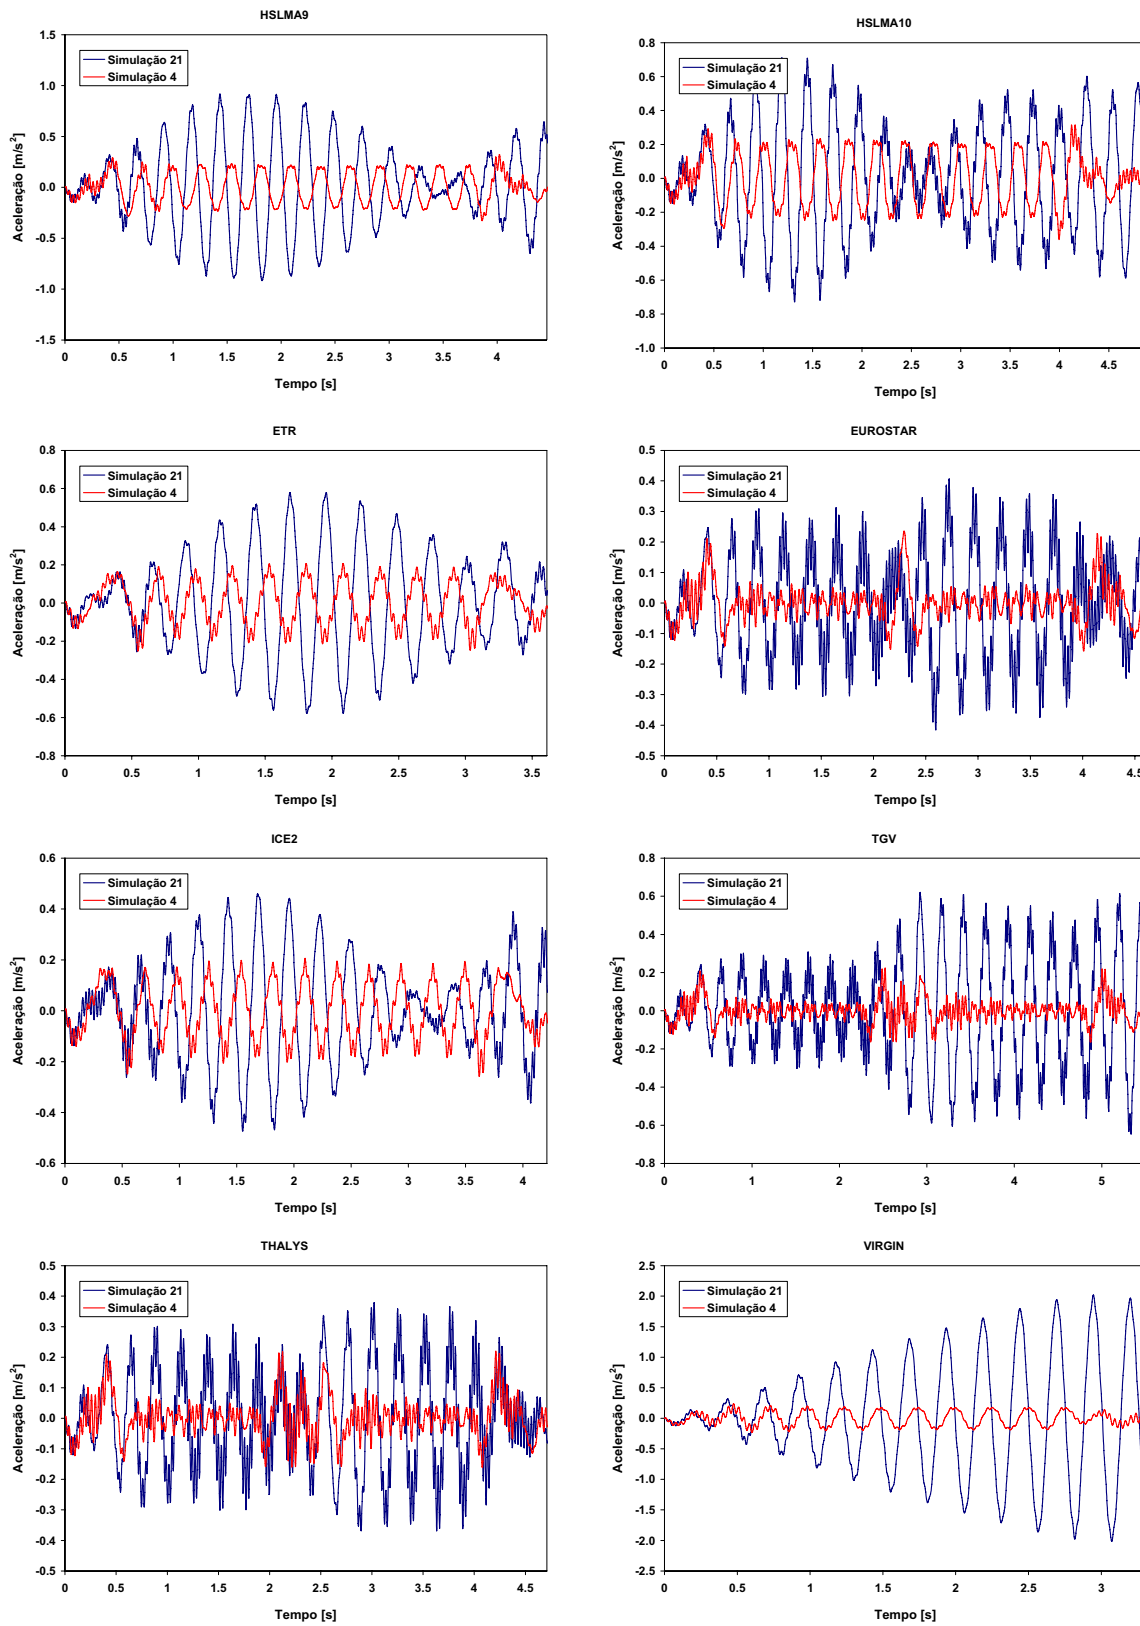 HSLMA9
1.5
1.0
0.5
0.0
-0.5
-1.0
-1.5
Aceleração [m/s²]
Simulação 21
Simulação 4
0 0.5 1 1.5 2 2.5 3 3.5 4
Tempo [s]
HSLMA10
0.8
0.6
0.4
0.2
0.0
-0.2
-0.4
-0.6
-0.8
-1.0
Aceleração [m/s²]
Simulação 21
Simulação 4
0 0.5 1 1.5 2 2.5 3 3.5 4 4.5
Tempo [s]
ETR
0.8
0.6
0.4
0.2
0.0
-0.2
-0.4
-0.6
-0.8
Aceleração [m/s²]
Simulação 21
Simulação 4
0 0.5 1 1.5 2 2.5 3 3.5
Tempo [s]
EUROSTAR
0.5
0.4
0.3
0.2
0.1
0.0
-0.1
-0.2
-0.3
-0.4
-0.5
Aceleração [m/s²]
Simulação 21
Simulação 4
0 0.5 1 1.5 2 2.5 3 3.5 4 4.5
Tempo [s]
ICE2
0.6
0.4
0.2
0.0
-0.2
-0.4
-0.6
Aceleração [m/s²]
Simulação 21
Simulação 4
0 0.5 1 1.5 2 2.5 3 3.5 4
Tempo [s]
TGV
0.8
0.6
0.4
0.2
0.0
-0.2
-0.4
-0.6
-0.8
Aceleração [m/s²]
Simulação 21
Simulação 4
0 1 2 3 4 5
Tempo [s]
THALYS
0.5
0.4
0.3
0.2
0.1
0.0
-0.1
-0.2
-0.3
-0.4
-0.5
Aceleração [m/s²]
Simulação 21
Simulação 4
0 0.5 1 1.5 2 2.5 3 3.5 4 4.5
Tempo [s]
VIRGIN
2.5
2.0
1.5
1.0
0.5
0.0
-0.5
-1.0
-1.5
-2.0
-2.5
Aceleração [m/s²]
Simulação 21
Simulação 4
0 0.5 1 1.5 2 2.5 3
Tempo [s]